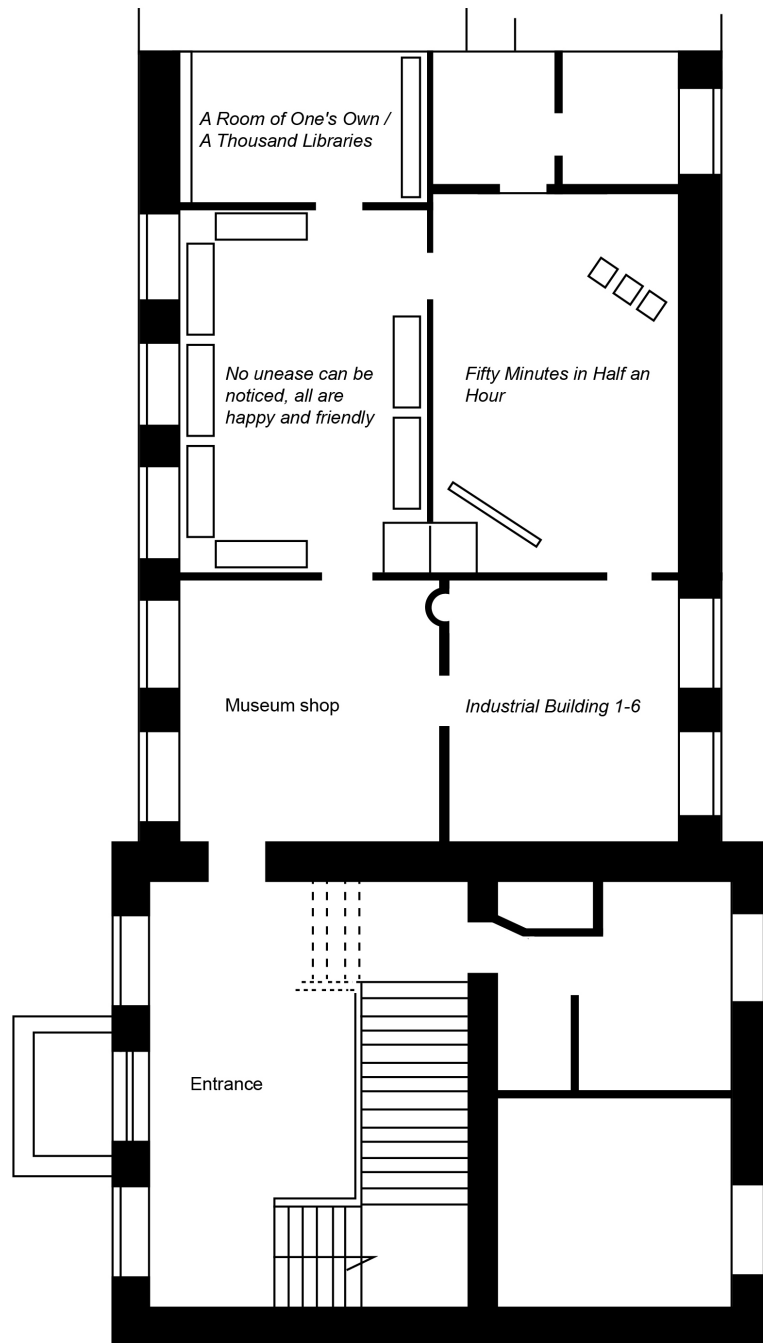 A Room of One's Own /
A Thousand Libraries
No unease can be
noticed, all are
happy and friendly
Fifty Minutes in Half an
Hour
Museum shop
Industrial Building 1-6
Entrance